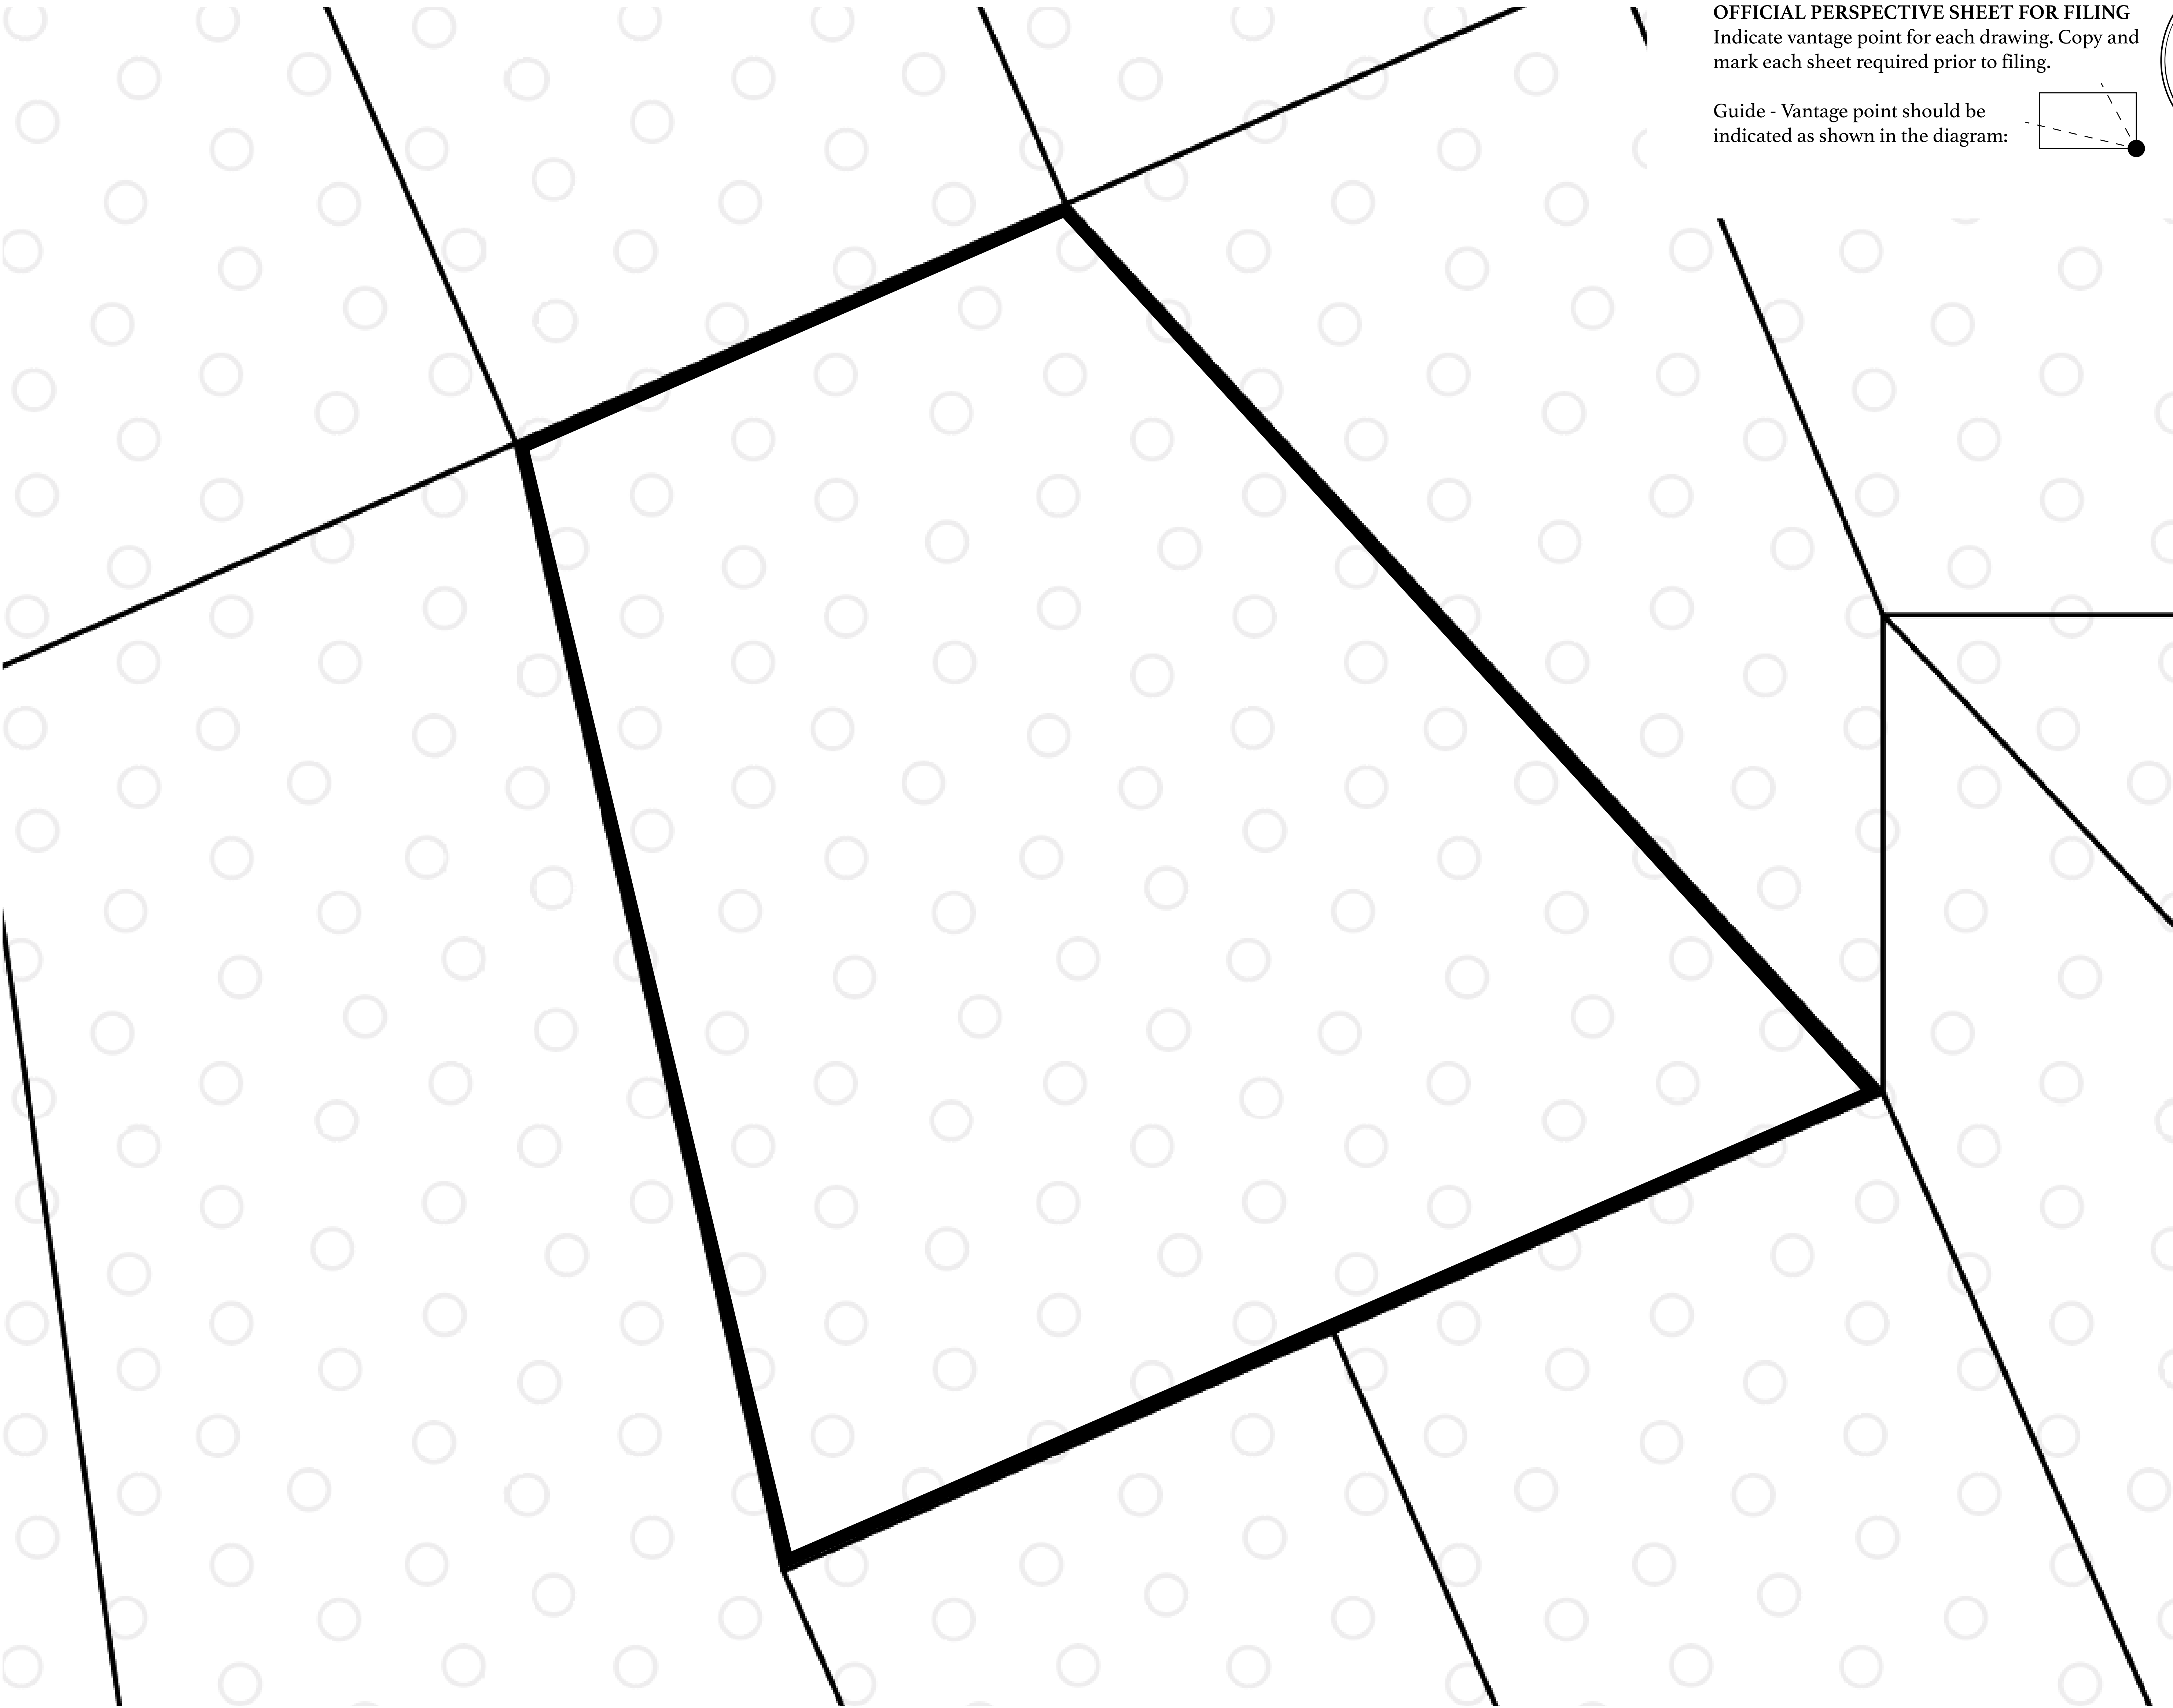 OFFICIAL PERSPECTIVE SHEET FOR FILING
Indicate vantage point for each drawing. Copy and
mark each sheet required prior to filing.
Guide - Vantage point should be
indicated as shown in the diagram: